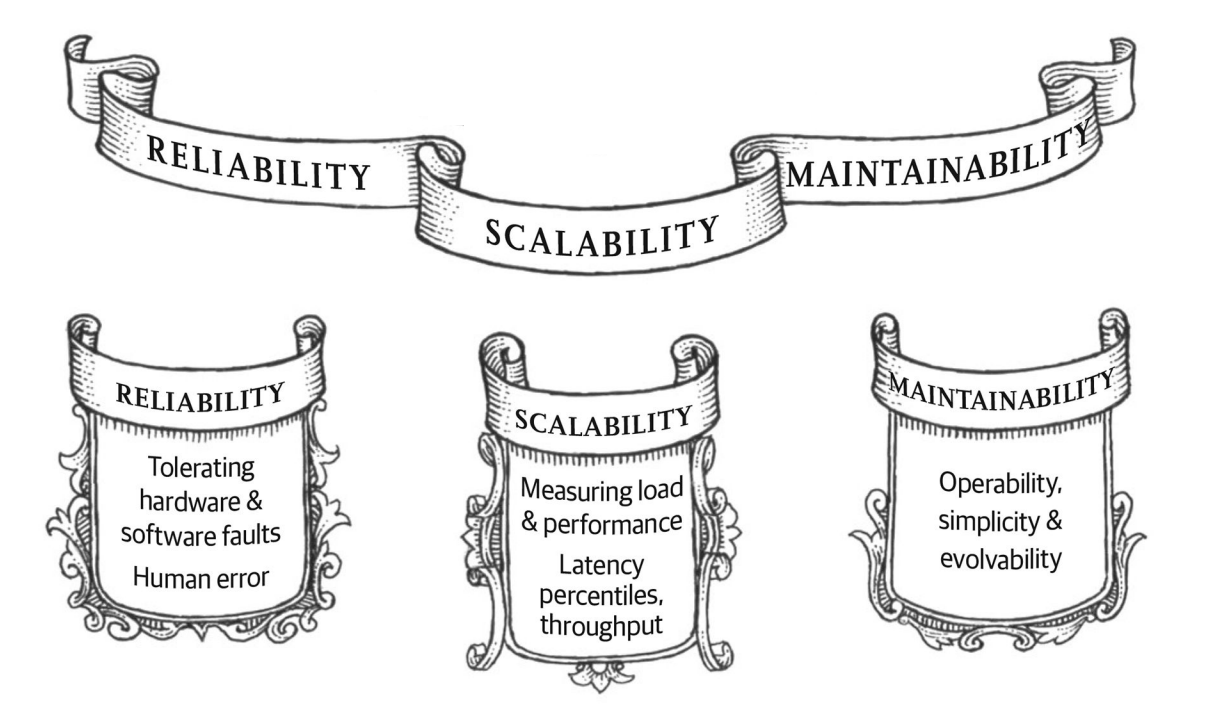 RELIABILITY
SCALABILITY
MAINTAINABILITY
RELIABILITY
Tolerating
hardware &
software faults
Human error
SCALABILITY
Measuring load
& performance
Latency
percentiles,
throughput
MAINTAINABILITY
Operability,
simplicity &
evolvability